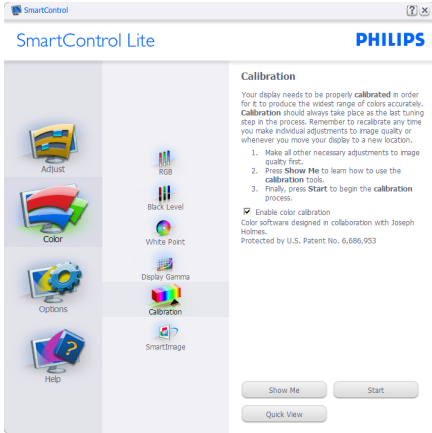 SmartControl
SmartControl Lite
PHILIPS
Adjust
Color
Options
Help
RGB
Black Level
White Point
Display Gamma
Calibration
SmartImage
Calibration
Your display needs to be properly calibrated in order
for it to produce the widest range of colors accurately.
Calibration should always take place as the last tuning
step in the process. Remember to recalibrate any time
you make individual adjustments to image quality or
whenever you move your display to a new location.
1. Make all other necessary adjustments to image
quality first.
2. Press Show Me to learn how to use the
calibration tools.
3. Finally, press Start to begin the calibration
process.
Enable color calibration
Color software designed in collaboration with Joseph
Holmes.
Protected by U.S. Patent No. 6,686,953
Show Me
Start
Quick View